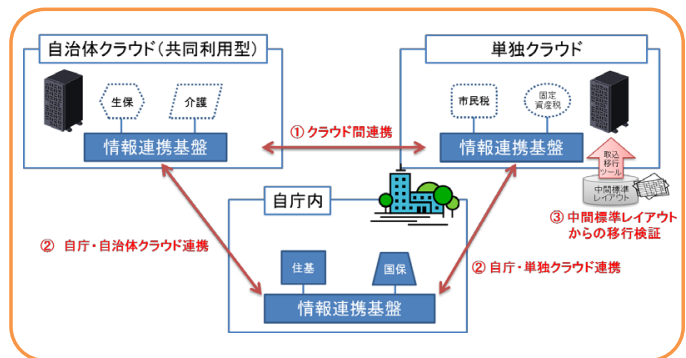 自治体クラウド(共同利用型)
単独クラウド
生保
介護
市民税
固定
資産税
情報連携基盤
① クラウド間連携
情報連携基盤
取込
移行
ツール
中間標準
レイアウト
③ 中間標準レイアウト
からの移行検証
自庁内
② 自庁・自治体クラウド連携
② 自庁・単独クラウド連携
住基
国保
情報連携基盤